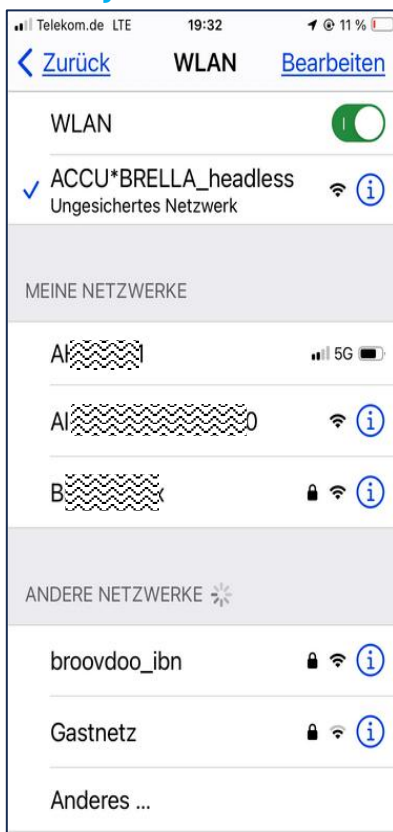 Telekom.de LTE 19:32 11 %
Zurück WLAN Bearbeiten
WLAN
ACCU*BRELLA_headless
Ungesichertes Netzwerk
MEINE NETZWERKE
5G
ANDERE NETZWERKE
broovdoo_ibn
Gastnetz
Anderes ...